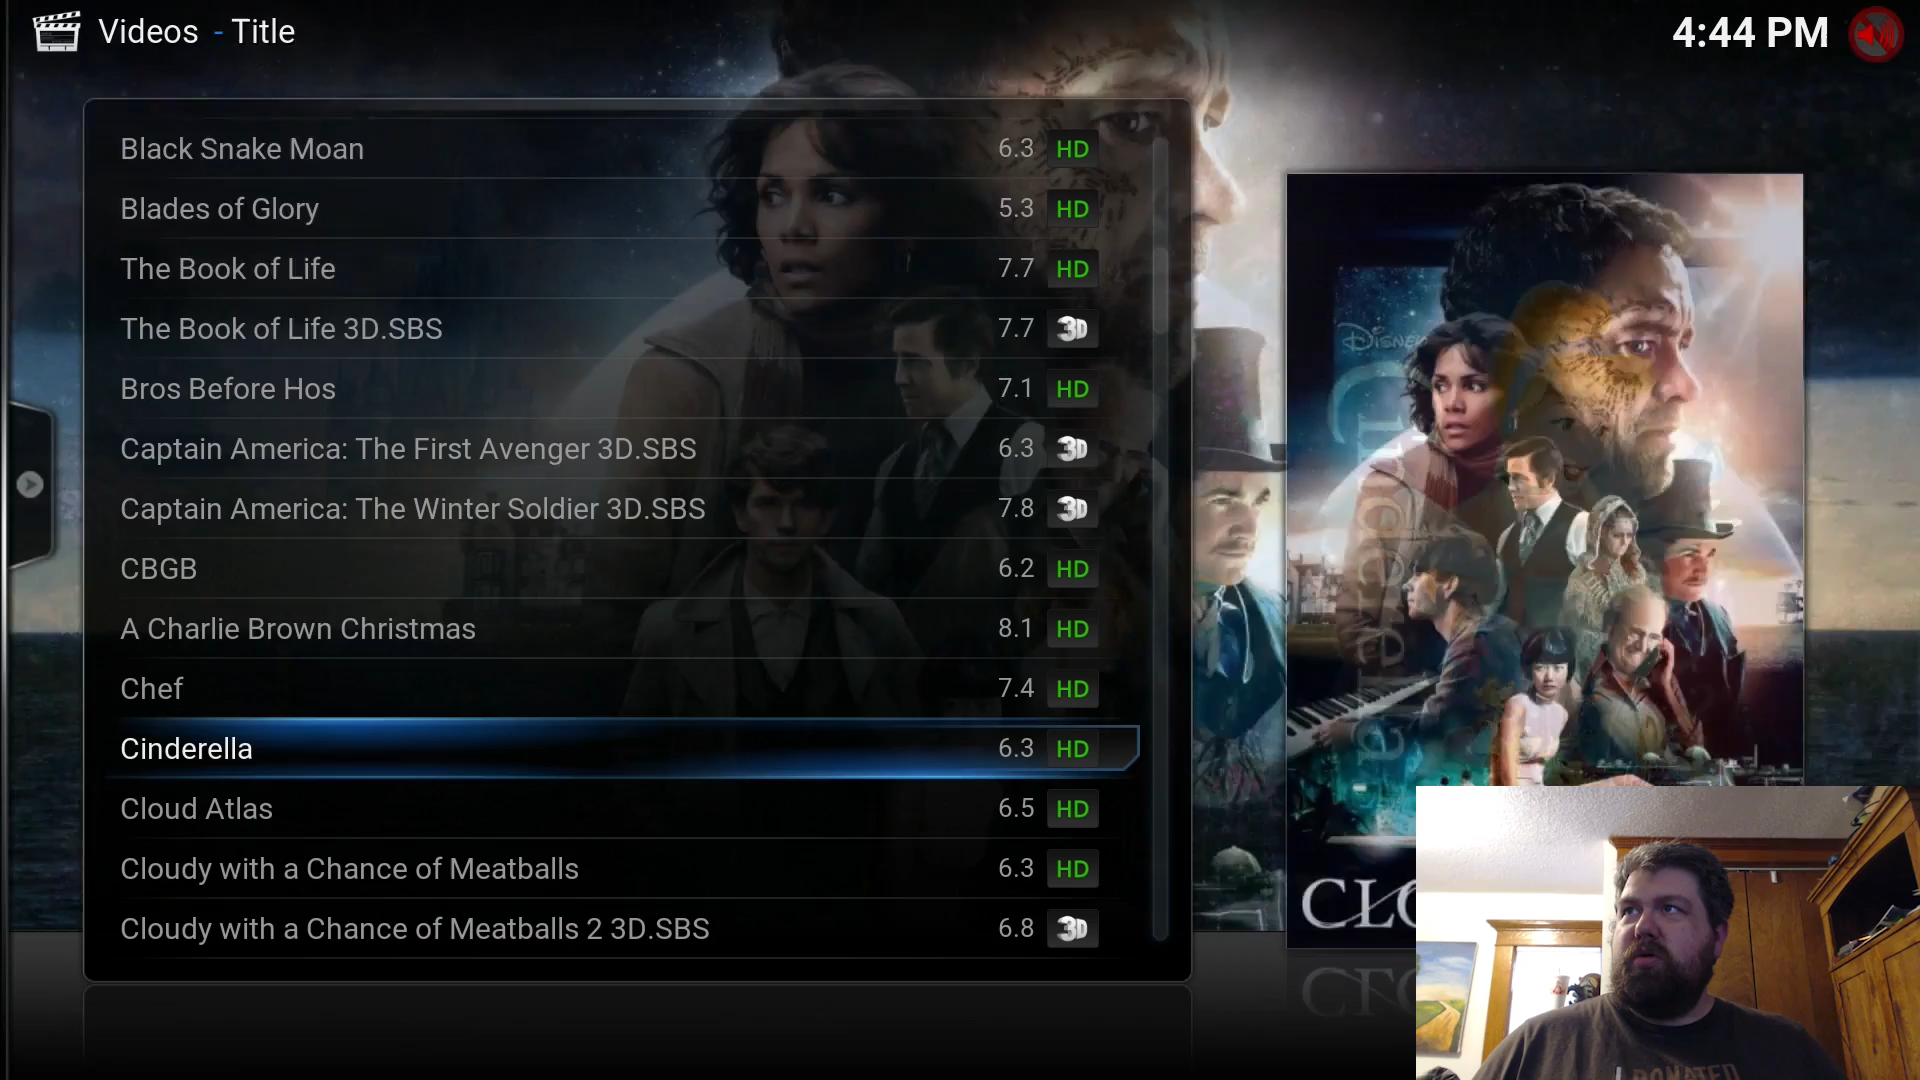 Videos - Title
4:44 PM
Black Snake Moan 6.3 HD
Blades of Glory 5.3 HD
The Book of Life 7.7 HD
The Book of Life 3D.SBS 7.7 3D
Bros Before Hos 7.1 HD
Captain America: The First Avenger 3D.SBS 6.3 3D
Captain America: The Winter Soldier 3D.SBS 7.8 3D
CBGB 6.2 HD
A Charlie Brown Christmas 8.1 HD
Chef 7.4 HD
Cinderella 6.3 HD
Cloud Atlas 6.5 HD
Cloudy with a Chance of Meatballs 6.3 HD
Cloudy with a Chance of Meatballs 2 3D.SBS 6.8 3D
DISNEY
Cinderella
CLO
I DONATED